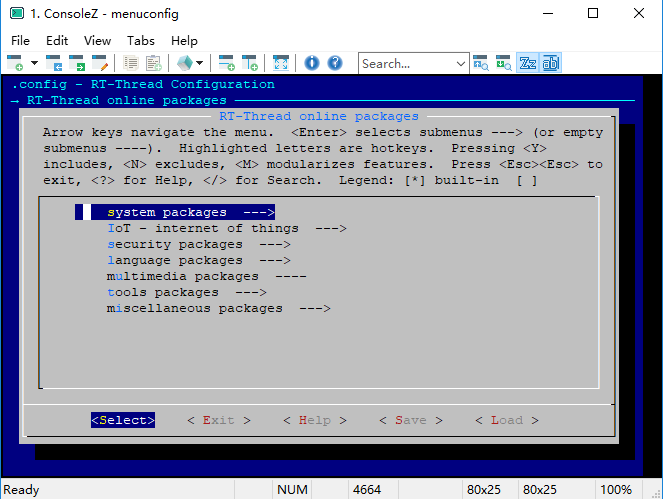 1. ConsoleZ - menuconfig
File Edit View Tabs Help
Search...
.config - RT-Thread Configuration
→ RT-Thread online packages
RT-Thread online packages
Arrow keys navigate the menu. <Enter> selects submenus ---> (or empty
submenus ----). Highlighted letters are hotkeys. Pressing <Y>
includes, <N> excludes, <M> modularizes features. Press <Esc><Esc> to
exit, <?> for Help, </> for Search. Legend: [*] built-in [ ]
system packages --->
IoT - internet of things --->
security packages --->
language packages --->
multimedia packages ----
tools packages --->
miscellaneous packages --->
<Select> < Exit > < Help > < Save > < Load >
Ready NUM 4664 80x25 80x25 100%